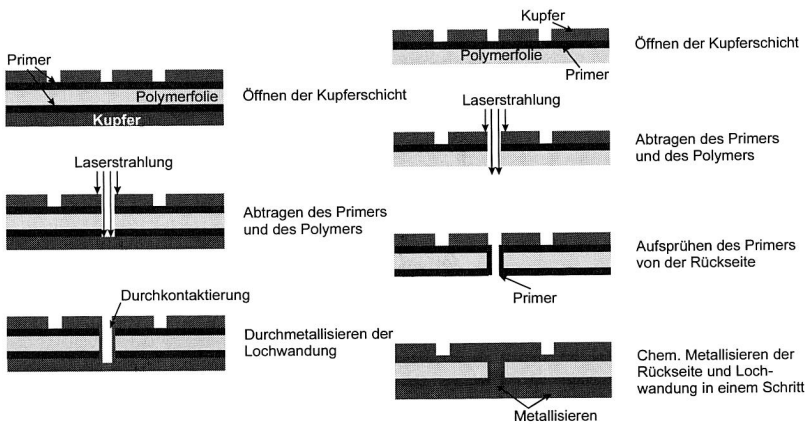 Primer
Polymerfolie
Kupfer
Öffnen der Kupferschicht
Laserstrahlung
Abtragen des Primers
und des Polymers
Durchkontaktierung
Durchmetallisieren der
Lochwandung
Kupfer
Polymerfolie
Primer
Öffnen der Kupferschicht
Laserstrahlung
Abtragen des Primers
und des Polymers
Primer
Aufsprühen des Primers
von der Rückseite
Metallisieren
Chem. Metallisieren der
Rückseite und Loch-
wandung in einem Schritt